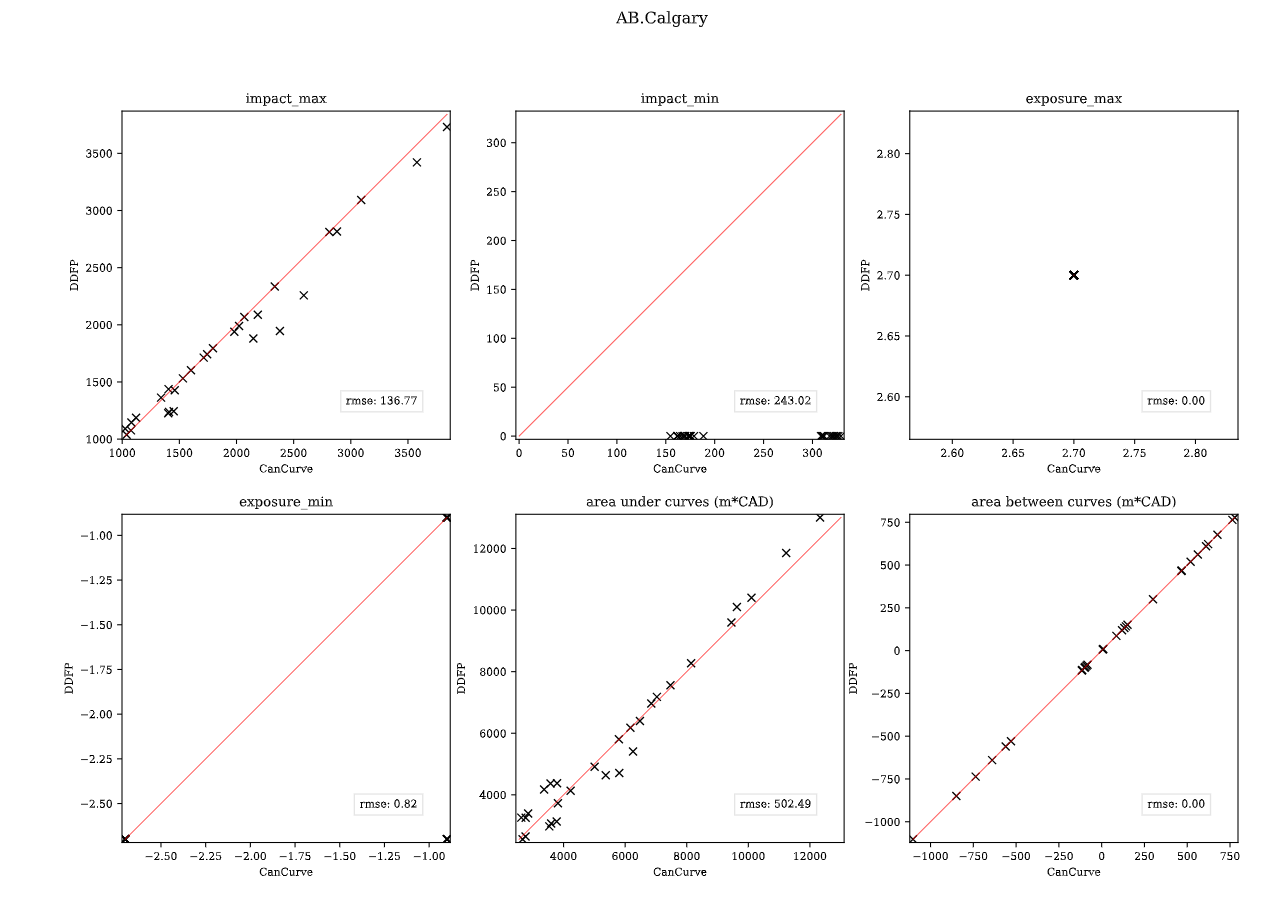 AB.Calgary
impact_max
3500
3000
2500
2000
1500
1000
DDFP
rmse: 136.77
1000 1500 2000 2500 3000 3500
CanCurve
impact_min
300
250
200
150
100
50
0
DDFP
rmse: 243.02
0 50 100 150 200 250 300
CanCurve
exposure_max
2.80
2.75
2.70
2.65
2.60
DDFP
rmse: 0.00
2.60 2.65 2.70 2.75 2.80
CanCurve
exposure_min
−1.00
−1.25
−1.50
−1.75
−2.00
−2.25
−2.50
DDFP
rmse: 0.82
−2.50 −2.25 −2.00 −1.75 −1.50 −1.25 −1.00
CanCurve
area under curves (m*CAD)
12000
10000
8000
6000
4000
DDFP
rmse: 502.49
4000 6000 8000 10000 12000
CanCurve
area between curves (m*CAD)
750
500
250
0
−250
−500
−750
−1000
DDFP
rmse: 0.00
−1000 −750 −500 −250 0 250 500 750
CanCurve